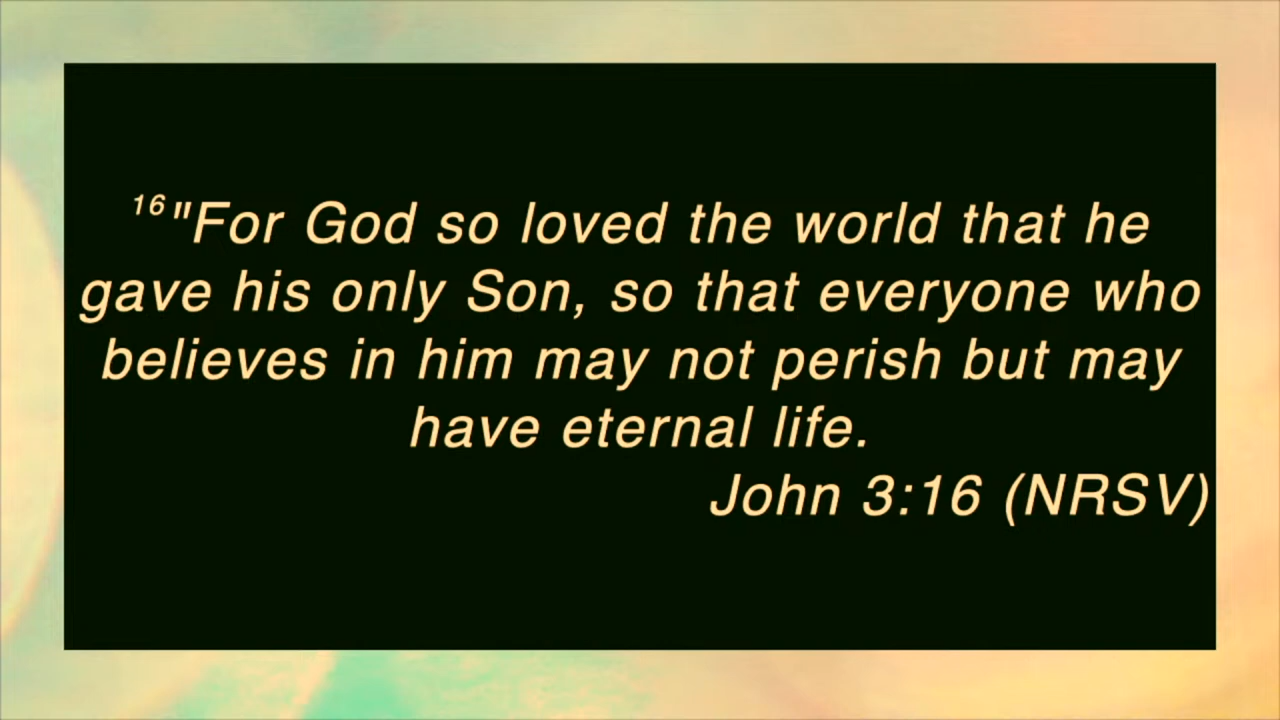 16"For God so loved the world that he
gave his only Son, so that everyone who
believes in him may not perish but may
have eternal life.
John 3:16 (NRSV)